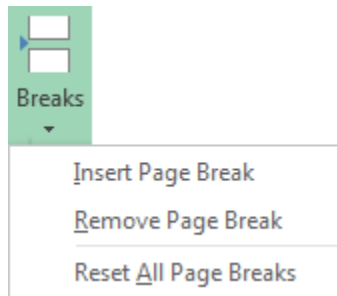 Breaks
Insert Page Break
Remove Page Break
Reset All Page Breaks